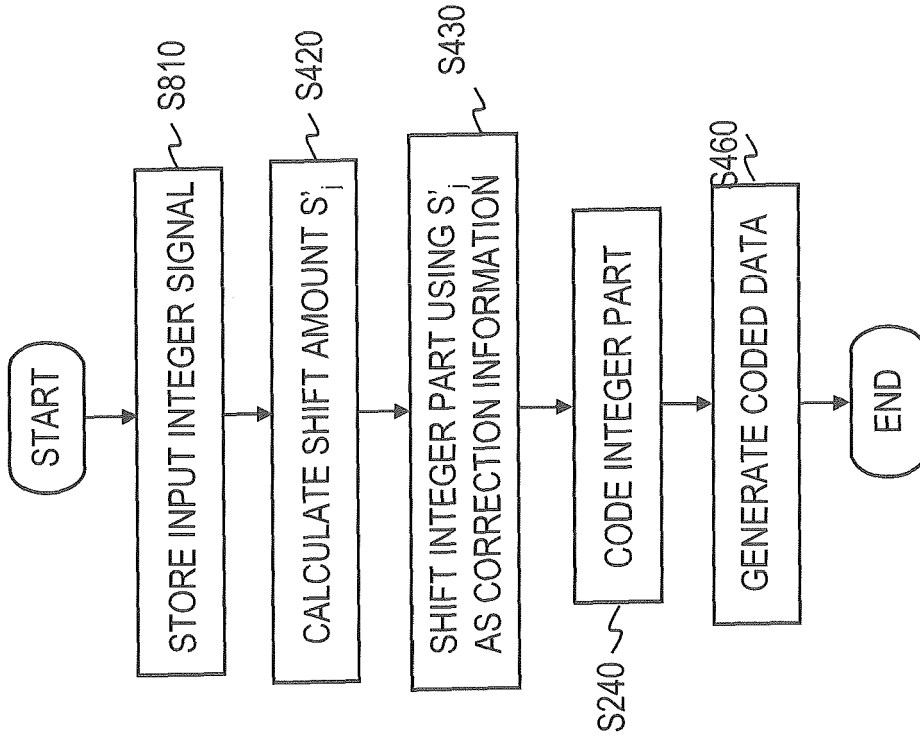 START
STORE INPUT INTEGER SIGNAL
S810
CALCULATE SHIFT AMOUNT S'j
S420
SHIFT INTEGER PART USING S'j
AS CORRECTION INFORMATION
S430
CODE INTEGER PART
S240
GENERATE CODED DATA
S460
END